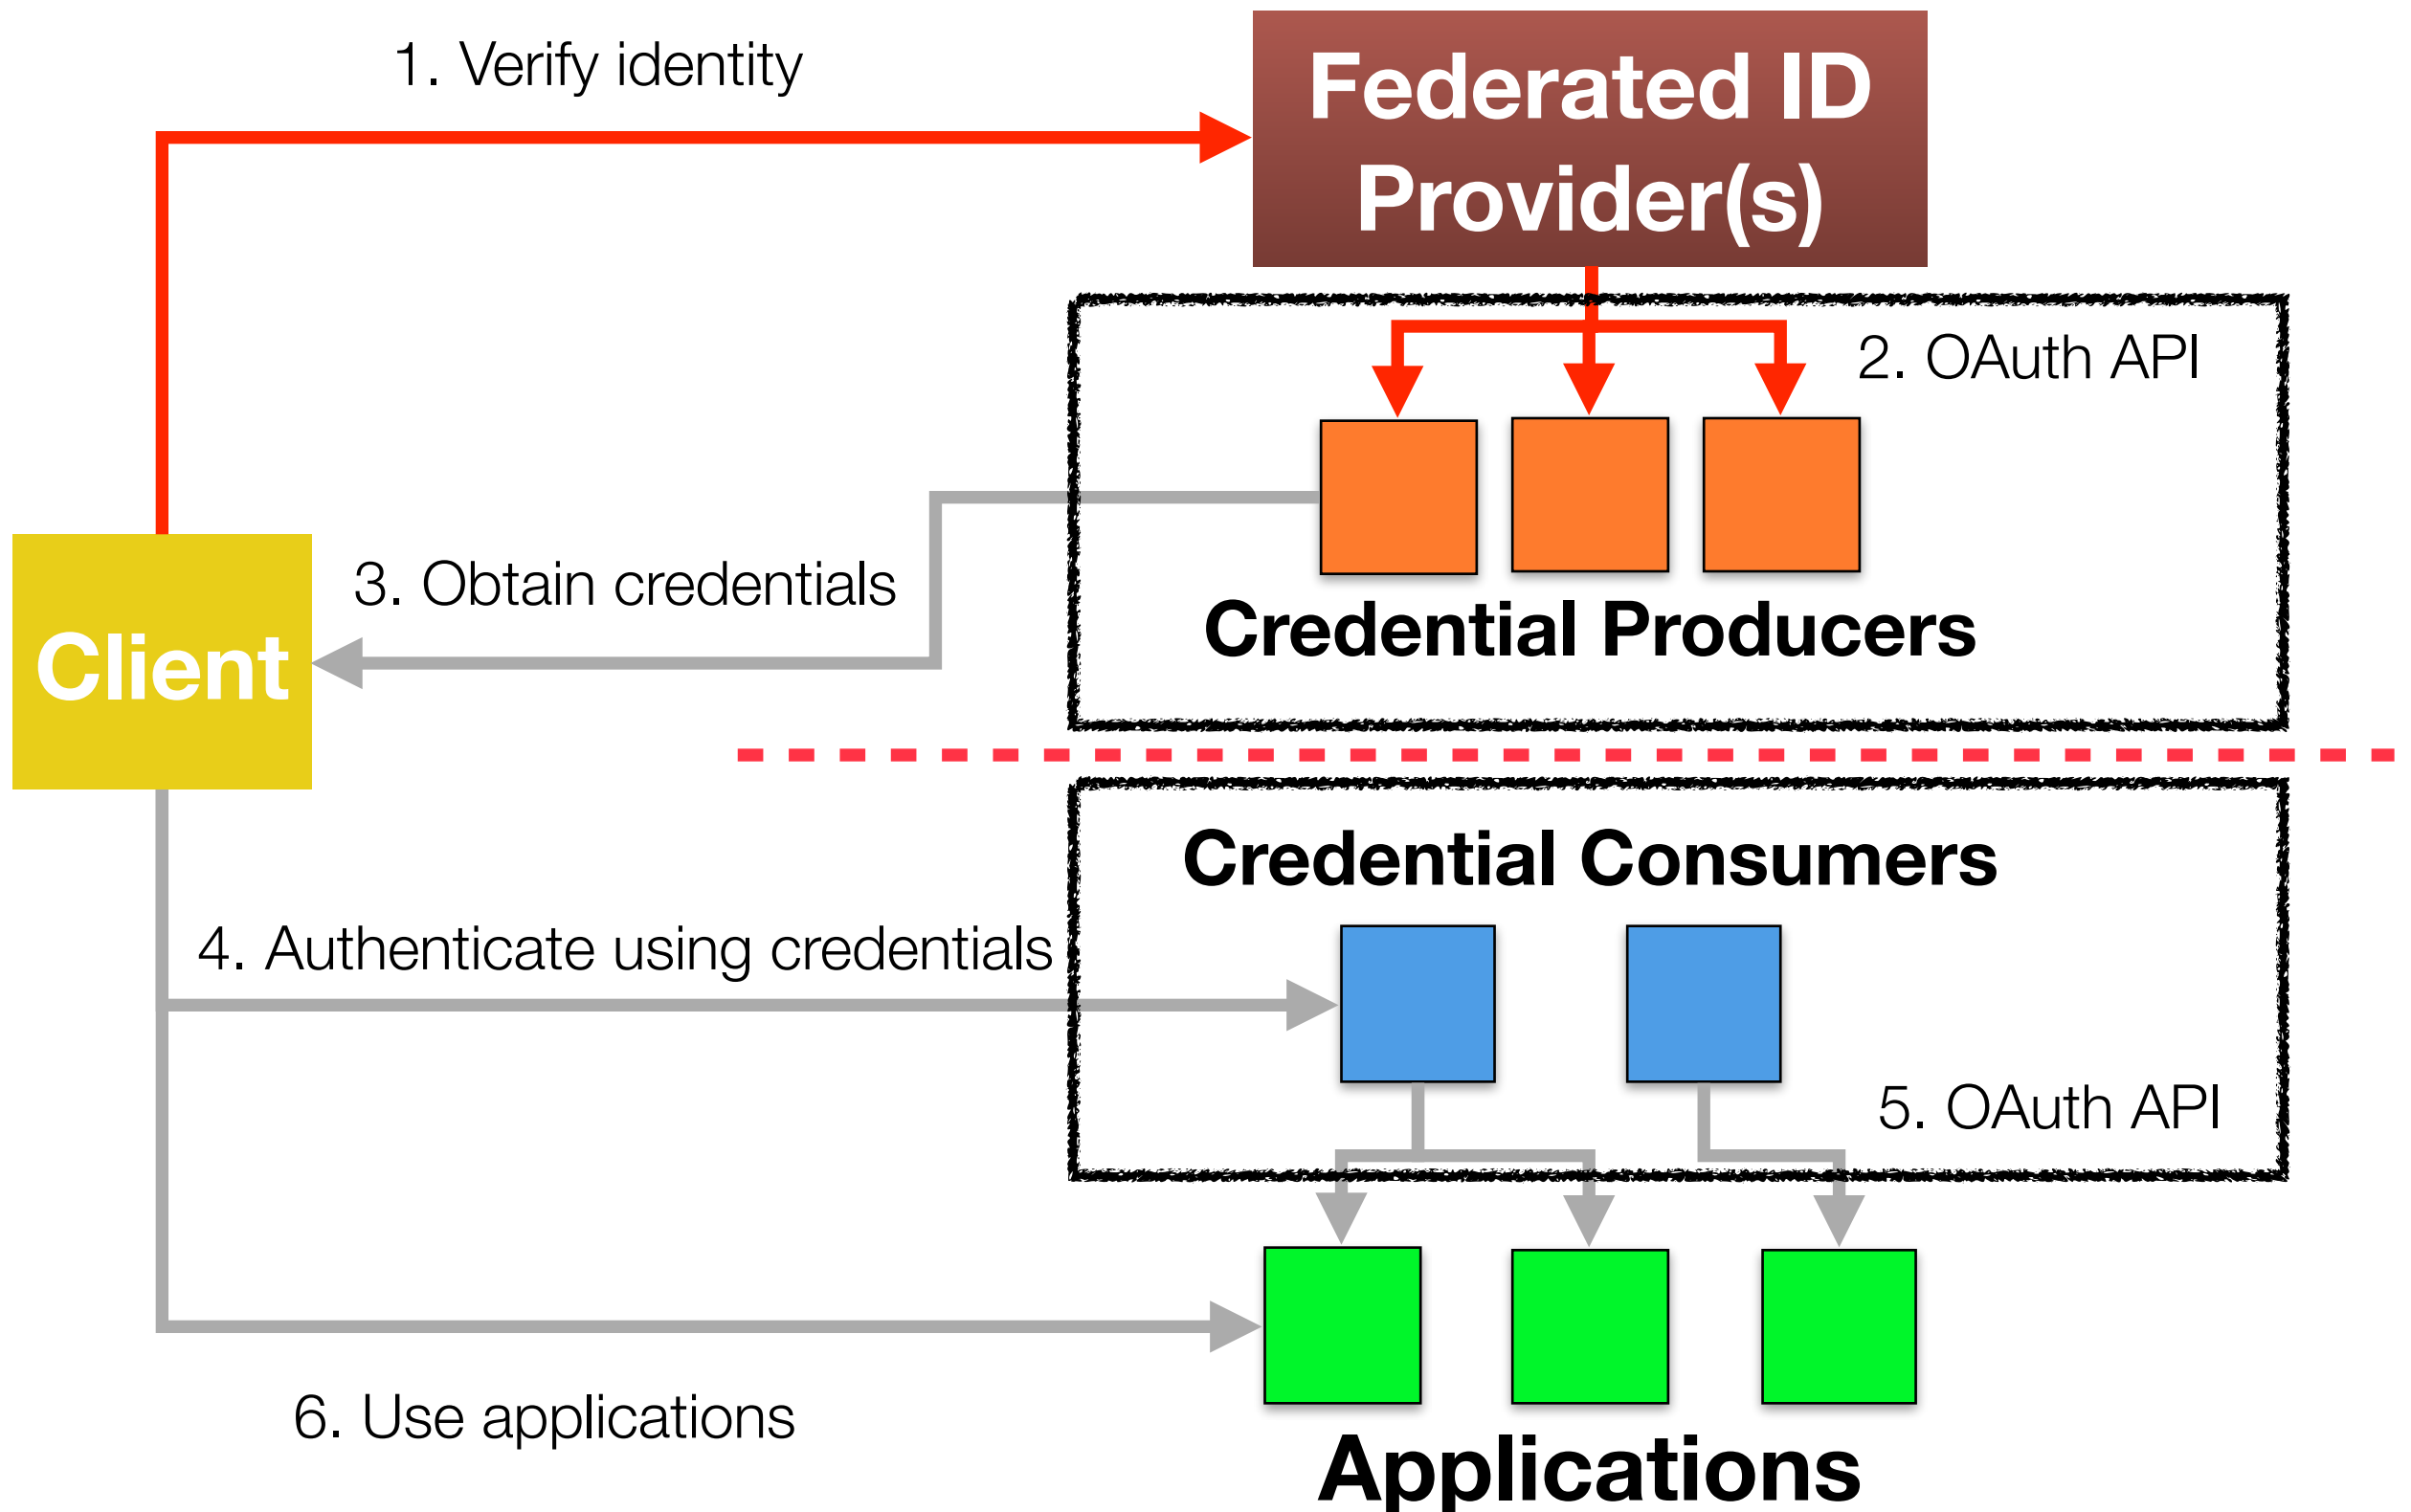 1. Verify identity
Federated ID
Provider(s)
2. OAuth API
3. Obtain credentials
Client
Credential Producers
Credential Consumers
4. Authenticate using credentials
5. OAuth API
6. Use applications
Applications